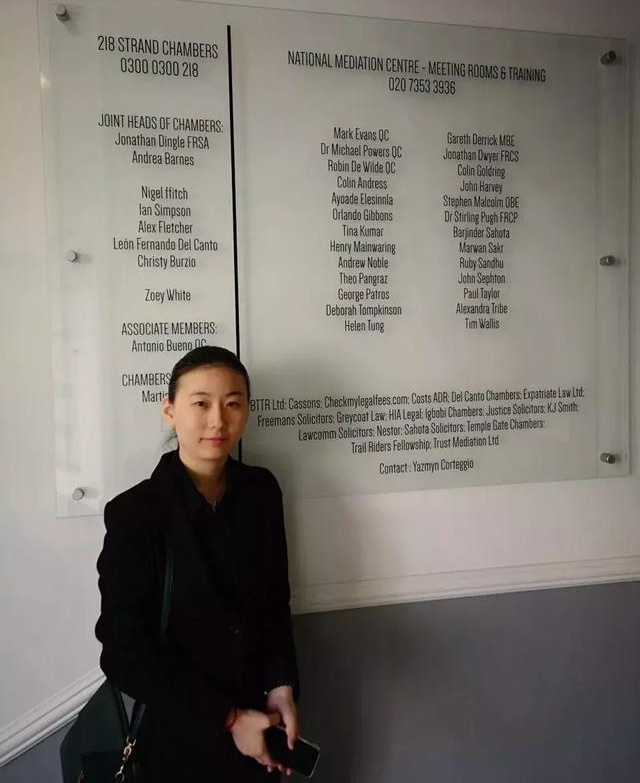 218 STRAND CHAMBERS
0300 0300 218
JOINT HEADS OF CHAMBERS:
Jonathan Dingle FRSA
Andrea Barnes
Nigel ffitch
Ian Simpson
Alex Fletcher
León Fernando Del Canto
Christy Burzio
Zoey White
ASSOCIATE MEMBERS:
Antonio Bueno QC
CHAMBERS
NATIONAL MEDIATION CENTRE - MEETING ROOMS & TRAINING
020 7353 3936
Mark Evans QC
Dr Michael Powers QC
Robin De Wilde QC
Colin Andress
Ayoade Elesinnla
Orlando Gibbons
Tina Kumar
Henry Mainwaring
Andrew Noble
Theo Pangraz
George Patros
Deborah Tompkinson
Helen Tung
Gareth Derrick MBE
Jonathan Dwyer FRCS
Colin Goldring
John Harvey
Stephen Malcolm OBE
Dr Stirling Pugh FRCP
Barjinder Sahota
Marwan Sakr
Ruby Sandhu
John Sephton
Paul Taylor
Alexandra Tribe
Tim Wallis
BTTR Ltd; Cassons; Checkmylegalfees.com; Costs ADR; Del Canto Chambers; Expatriate Law Ltd;
Freemans Solicitors; Greycoat Law; HIA Legal; Igbobi Chambers; Justice Solicitors; KJ Smith;
Lawcomm Solicitors; Nestor; Sahota Solicitors; Temple Gate Chambers;
Trail Riders Fellowship; Trust Mediation Ltd
Contact : Yazmyn Corteggio